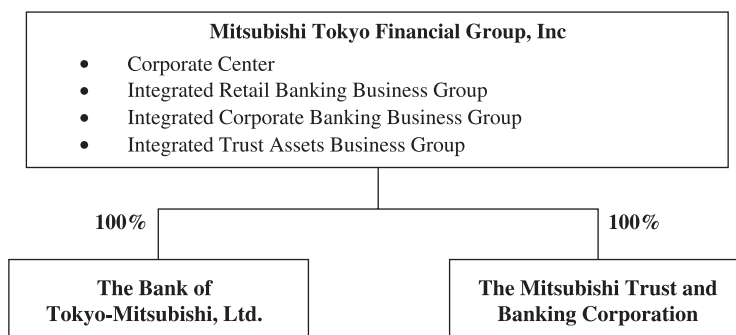 Mitsubishi Tokyo Financial Group, Inc
• Corporate Center
• Integrated Retail Banking Business Group
• Integrated Corporate Banking Business Group
• Integrated Trust Assets Business Group
100%
100%
The Bank of
Tokyo-Mitsubishi, Ltd.
The Mitsubishi Trust and
Banking Corporation